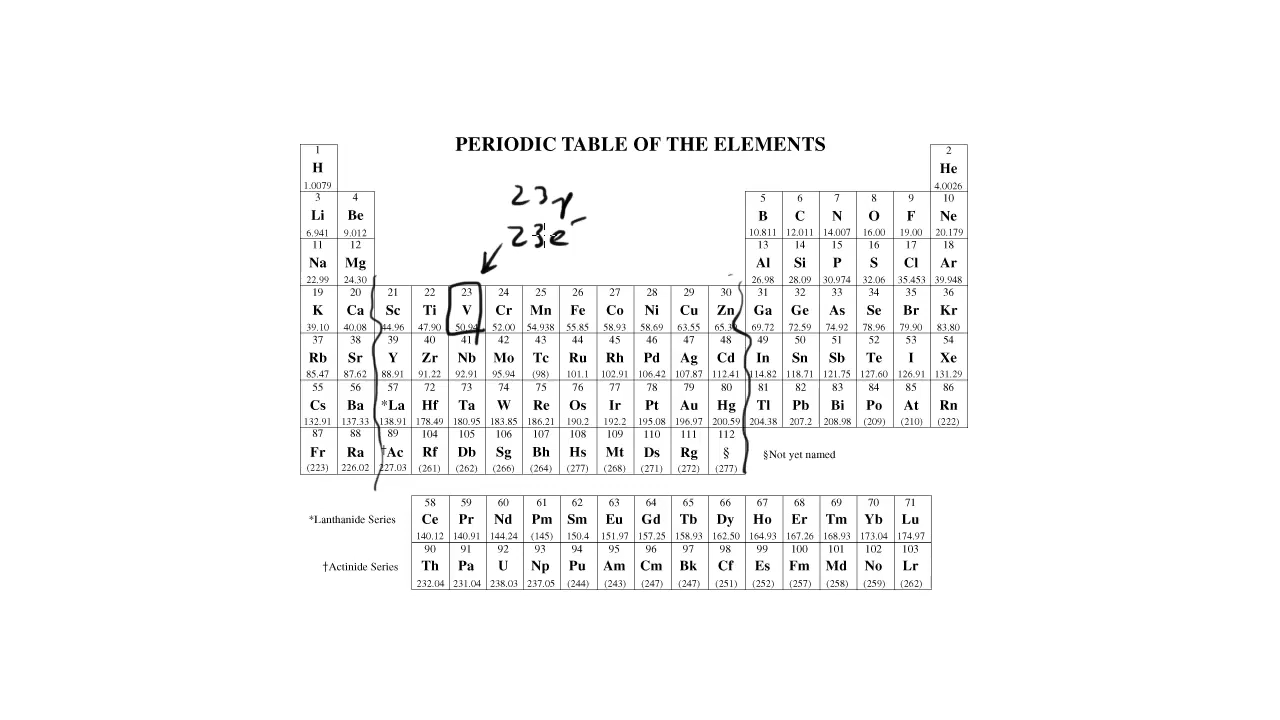 PERIODIC TABLE OF THE ELEMENTS
1 2
H He
1.0079 4.0026
23p
23e⁻
3 4 5 6 7 8 9 10
Li Be B C N O F Ne
6.941 9.012 10.811 12.011 14.007 16.00 19.00 20.179
11 12 13 14 15 16 17 18
Na Mg Al Si P S Cl Ar
22.99 24.30 26.98 28.09 30.974 32.06 35.453 39.948
19 20 21 22 23 24 25 26 27 28 29 30 31 32 33 34 35 36
K Ca Sc Ti V Cr Mn Fe Co Ni Cu Zn Ga Ge As Se Br Kr
39.10 40.08 44.96 47.90 50.94 52.00 54.938 55.85 58.93 58.69 63.55 65.39 69.72 72.59 74.92 78.96 79.90 83.80
37 38 39 40 41 42 43 44 45 46 47 48 49 50 51 52 53 54
Rb Sr Y Zr Nb Mo Tc Ru Rh Pd Ag Cd In Sn Sb Te I Xe
85.47 87.62 88.91 91.22 92.91 95.94 (98) 101.1 102.91 106.42 107.87 112.41 114.82 118.71 121.75 127.60 126.91 131.29
55 56 57 72 73 74 75 76 77 78 79 80 81 82 83 84 85 86
Cs Ba *La Hf Ta W Re Os Ir Pt Au Hg Tl Pb Bi Po At Rn
132.91 137.33 138.91 178.49 180.95 183.85 186.21 190.2 192.2 195.08 196.97 200.59 204.38 207.2 208.98 (209) (210) (222)
87 88 89 104 105 106 107 108 109 110 111 112
Fr Ra †Ac Rf Db Sg Bh Hs Mt Ds Rg § §Not yet named
(223) 226.02 227.03 (261) (262) (266) (264) (277) (268) (271) (272) (277)
58 59 60 61 62 63 64 65 66 67 68 69 70 71
*Lanthanide Series Ce Pr Nd Pm Sm Eu Gd Tb Dy Ho Er Tm Yb Lu
140.12 140.91 144.24 (145) 150.4 151.97 157.25 158.93 162.50 164.93 167.26 168.93 173.04 174.97
90 91 92 93 94 95 96 97 98 99 100 101 102 103
†Actinide Series Th Pa U Np Pu Am Cm Bk Cf Es Fm Md No Lr
232.04 231.04 238.03 237.05 (244) (243) (247) (247) (251) (252) (257) (258) (259) (262)